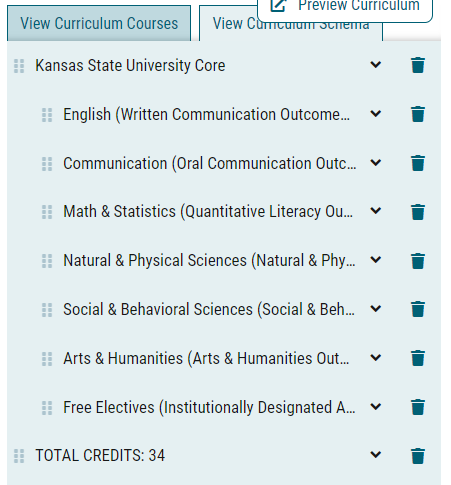 Preview Curriculum
View Curriculum Courses
View Curriculum Schema
Kansas State University Core
English (Written Communication Outcome...
Communication (Oral Communication Outc...
Math & Statistics (Quantitative Literacy Ou...
Natural & Physical Sciences (Natural & Phy...
Social & Behavioral Sciences (Social & Beh...
Arts & Humanities (Arts & Humanities Out...
Free Electives (Institutionally Designated A...
TOTAL CREDITS: 34